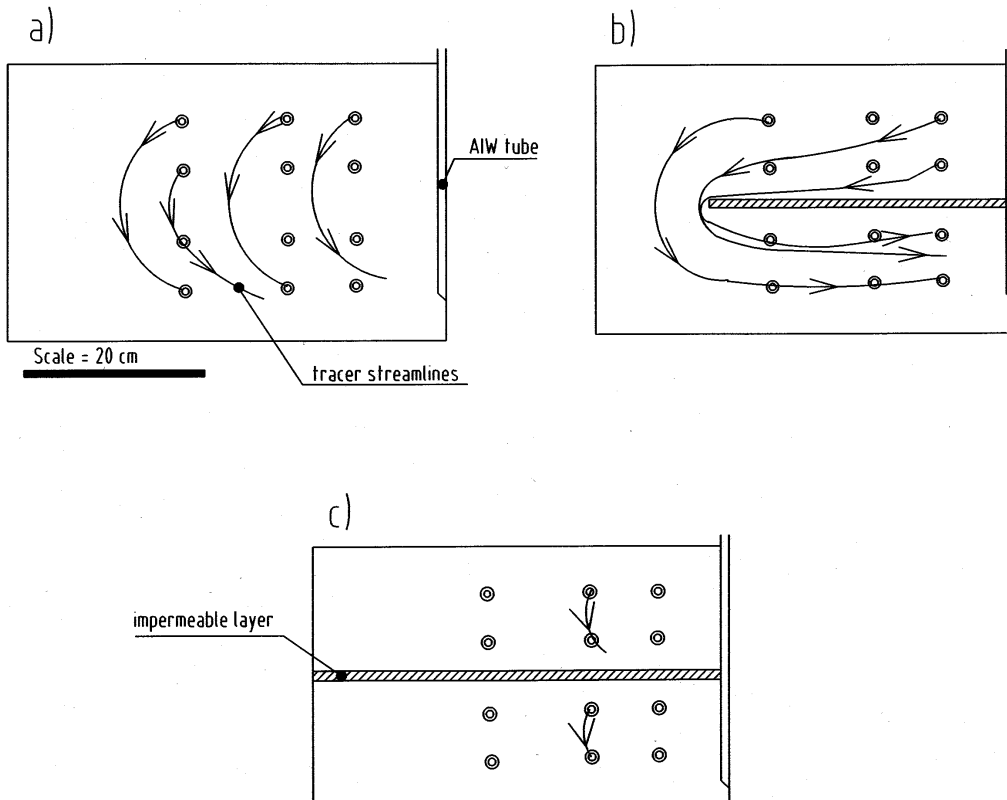 a)
b)
AIW tube
Scale = 20 cm
tracer streamlines
c)
impermeable layer